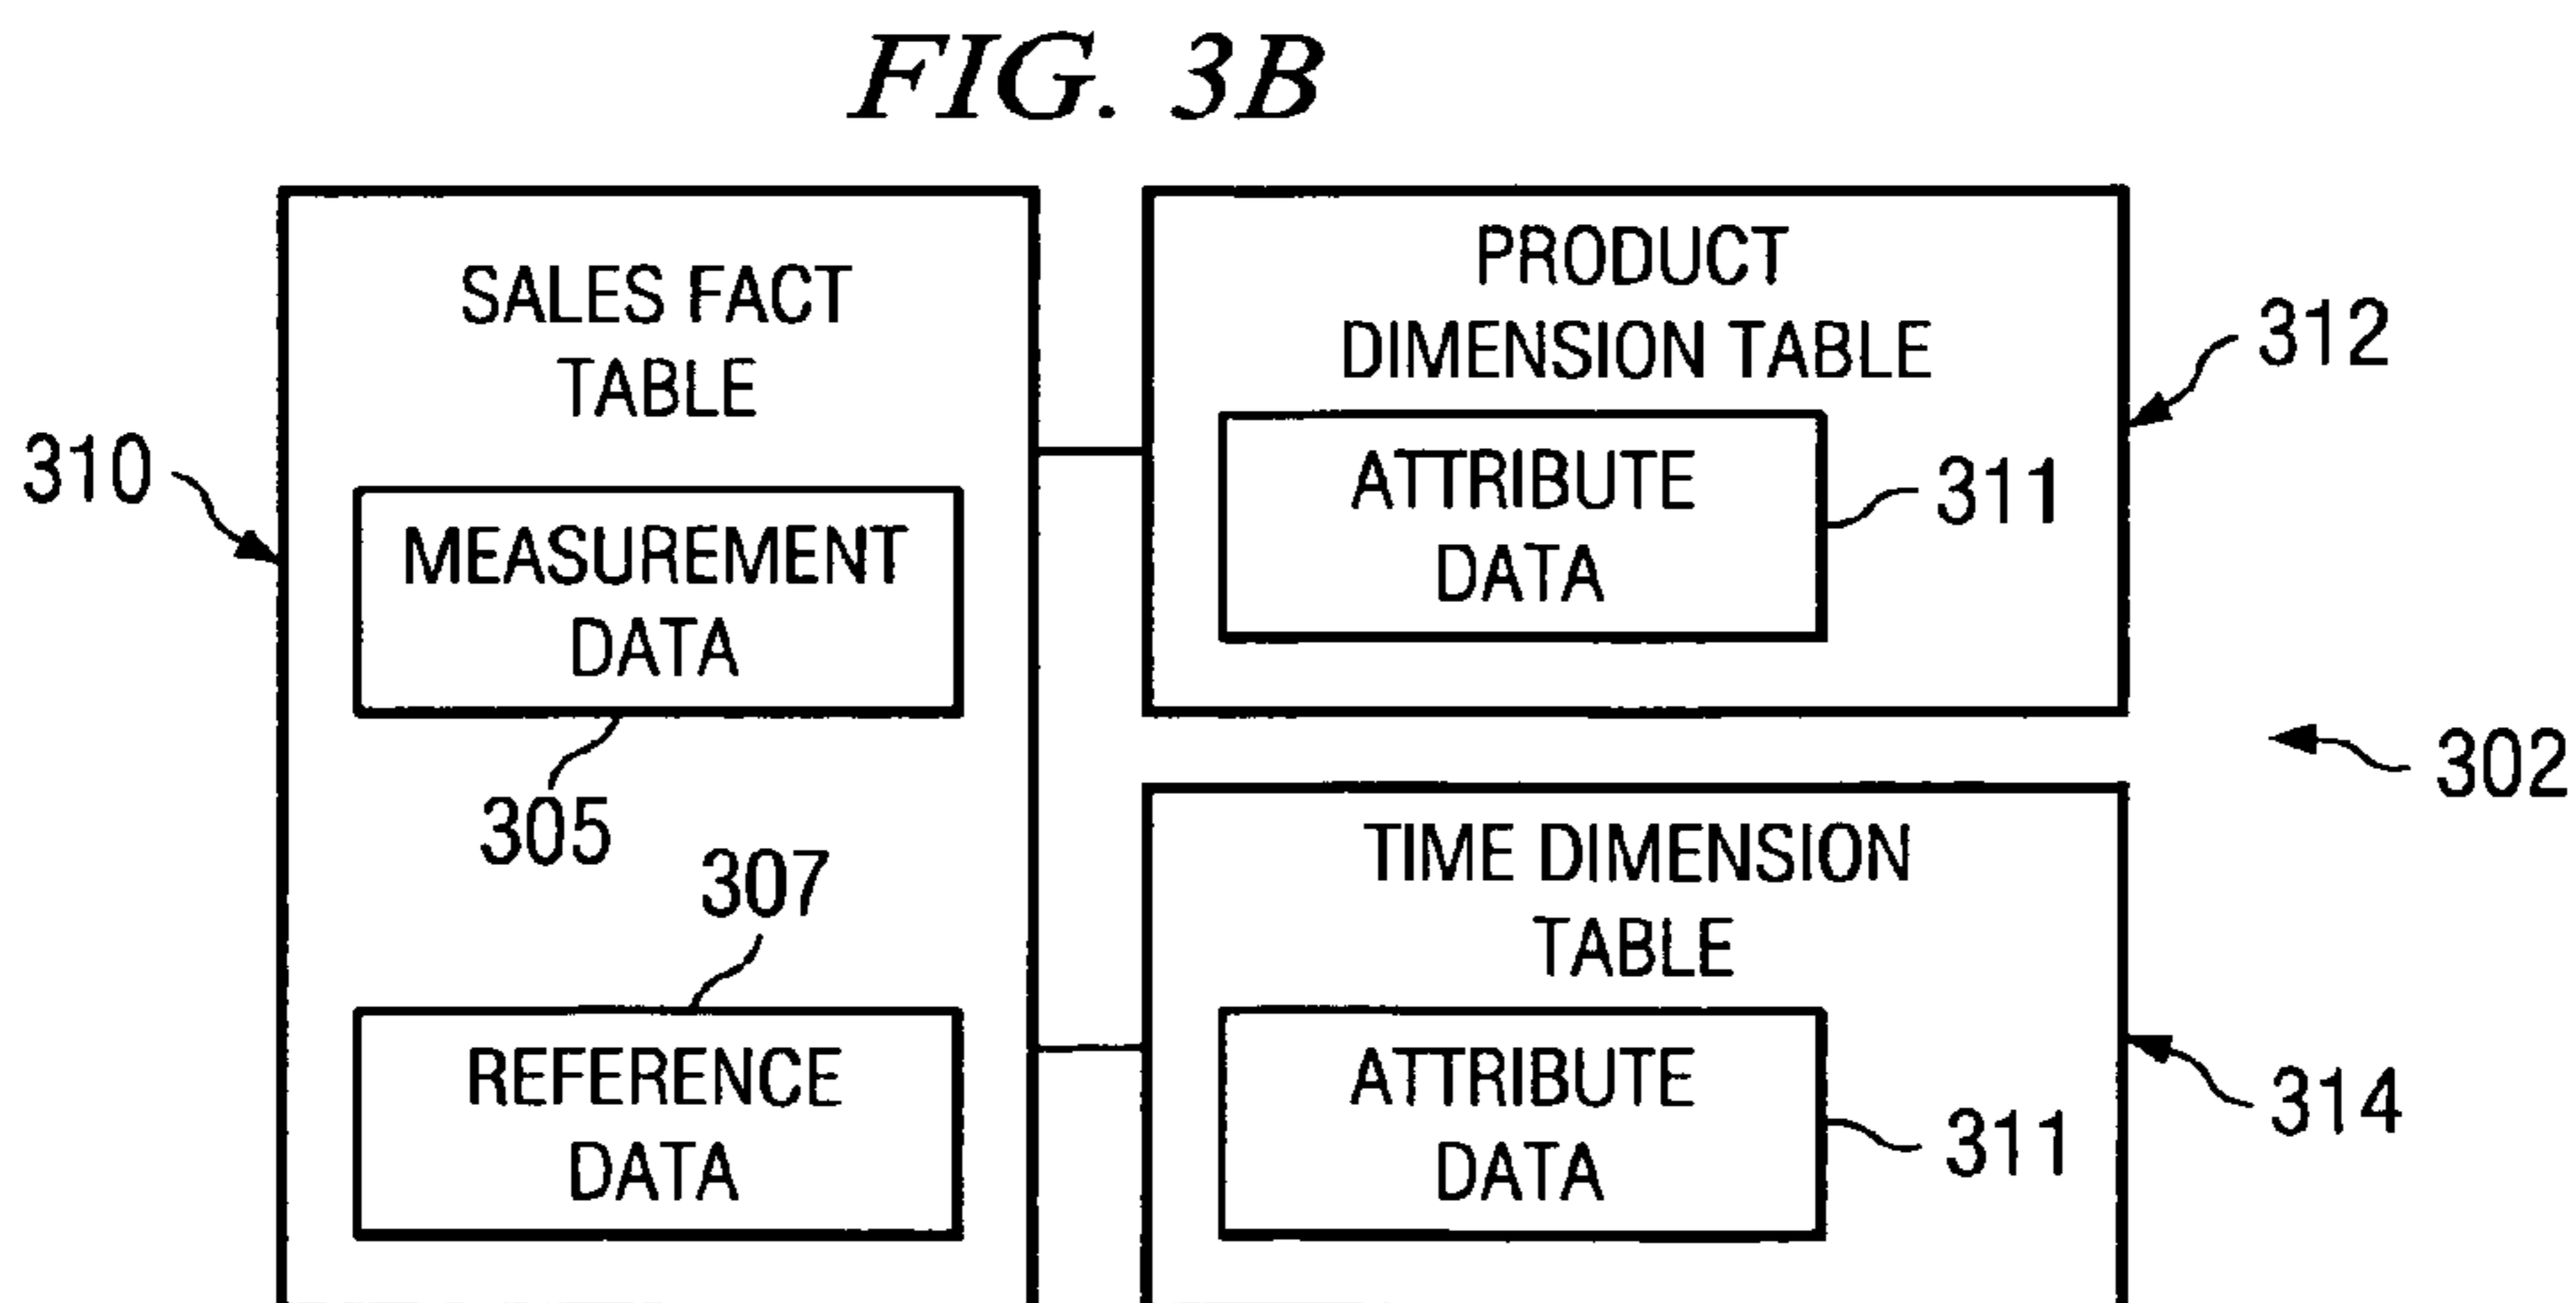 FIG. 3B
SALES FACT
TABLE
310
MEASUREMENT
DATA
305
307
REFERENCE
DATA
PRODUCT
DIMENSION TABLE
312
ATTRIBUTE
DATA
311
302
TIME DIMENSION
TABLE
314
ATTRIBUTE
DATA
311